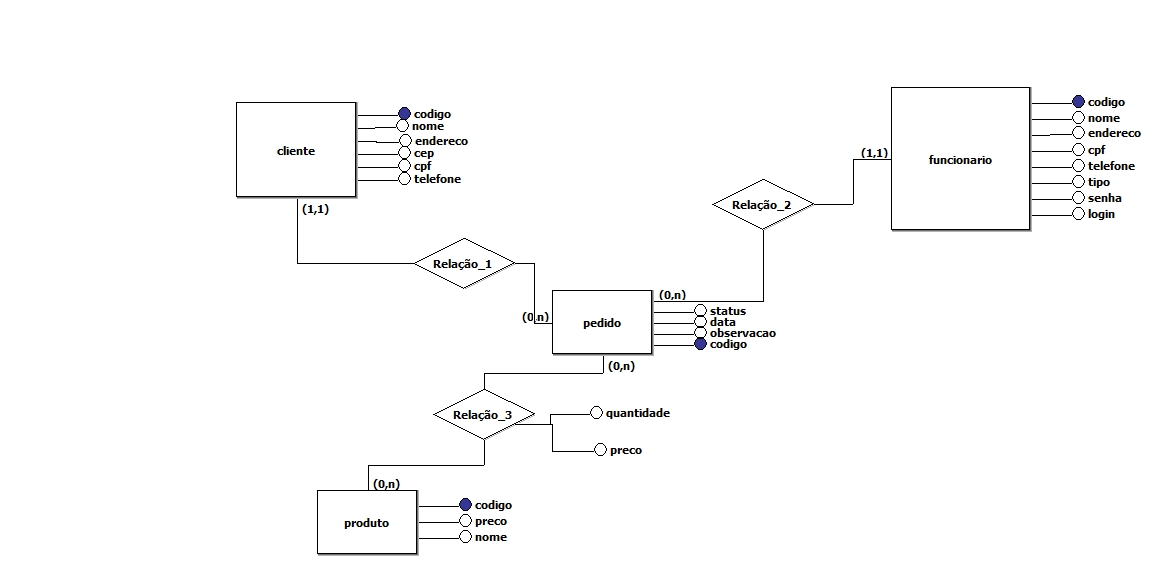 cliente
codigo
nome
endereco
cep
cpf
telefone
(1,1)
funcionario
codigo
nome
endereco
cpf
telefone
tipo
senha
login
(1,1)
Relação_2
Relação_1
(0,n)
(0,n)
pedido
status
data
observacao
codigo
(0,n)
Relação_3
quantidade
preco
(0,n)
produto
codigo
preco
nome